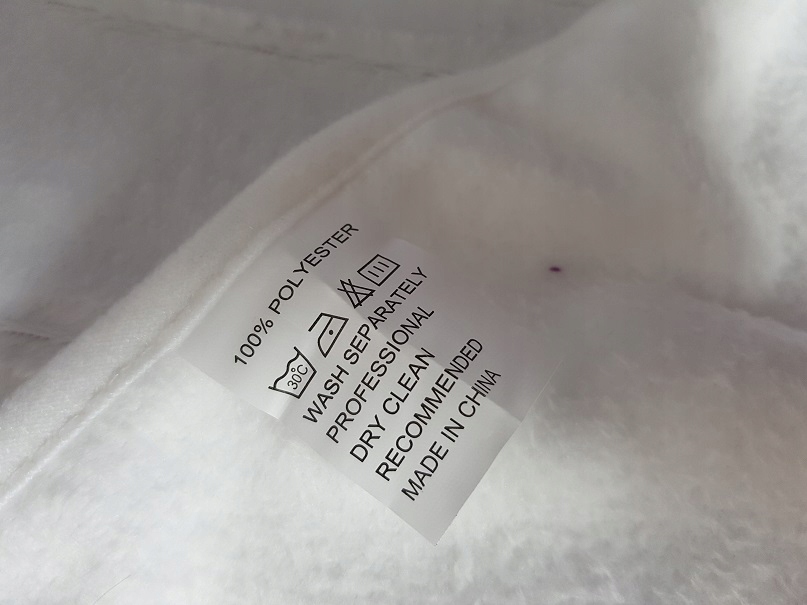 100% POLYESTER
30°C
WASH SEPARATELY
PROFESSIONAL
DRY CLEAN
RECOMMENDED
MADE IN CHINA